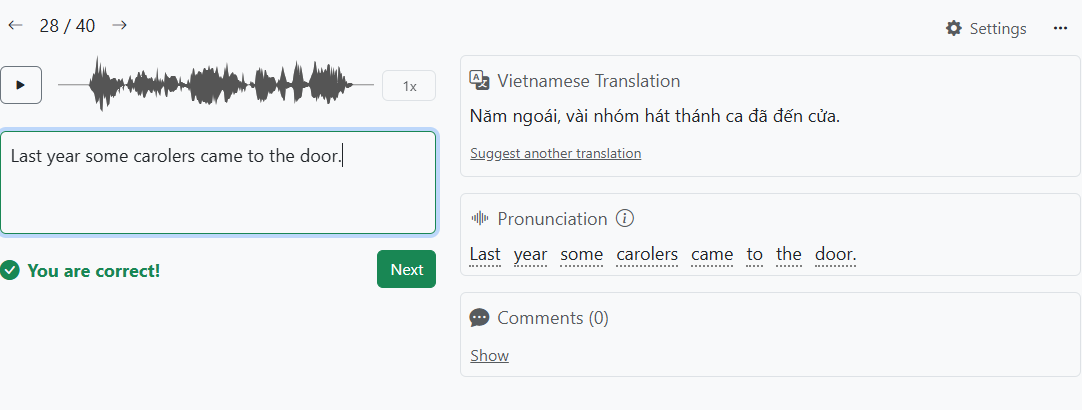 28 / 40
Settings
1x
Last year some carolers came to the door.
You are correct!
Next
Vietnamese Translation
Năm ngoái, vài nhóm hát thánh ca đã đến cửa.
Suggest another translation
Pronunciation
Last year some carolers came to the door.
Comments (0)
Show